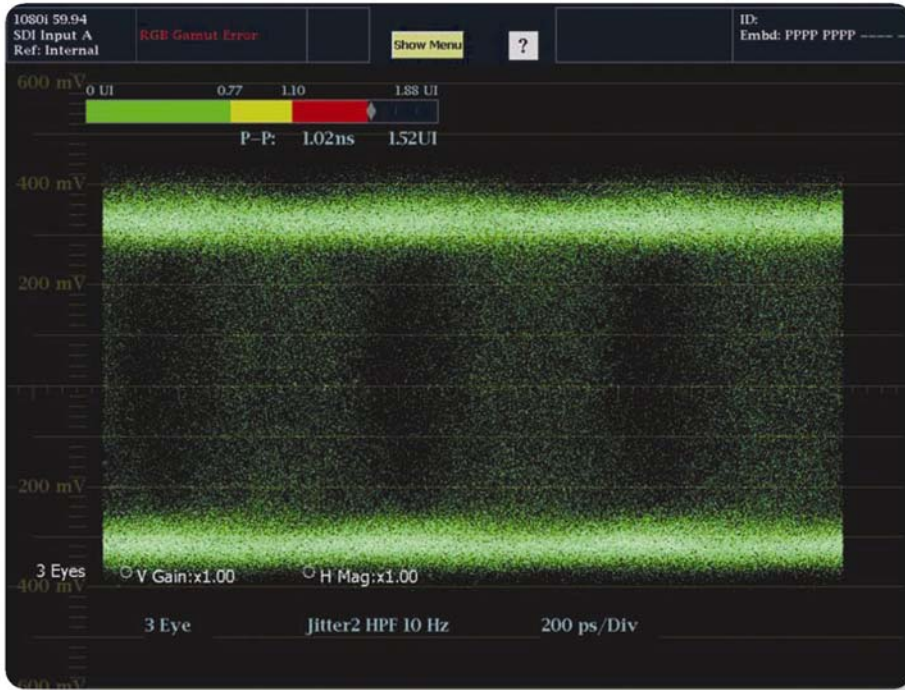 1080i 59.94
SDI Input A
Ref: Internal
RGB Gamut Error
Show Menu
?
ID:
Embd: PPPP PPPP ---- -
600 mV
0 UI 0.77 1.10 1.88 UI
P-P: 1.02ns 1.52UI
400 mV
200 mV
200 mV
3 Eyes V Gain:x1.00 H Mag:x1.00
400 mV
3 Eye Jitter2 HPF 10 Hz 200 ps/Div
600 mV